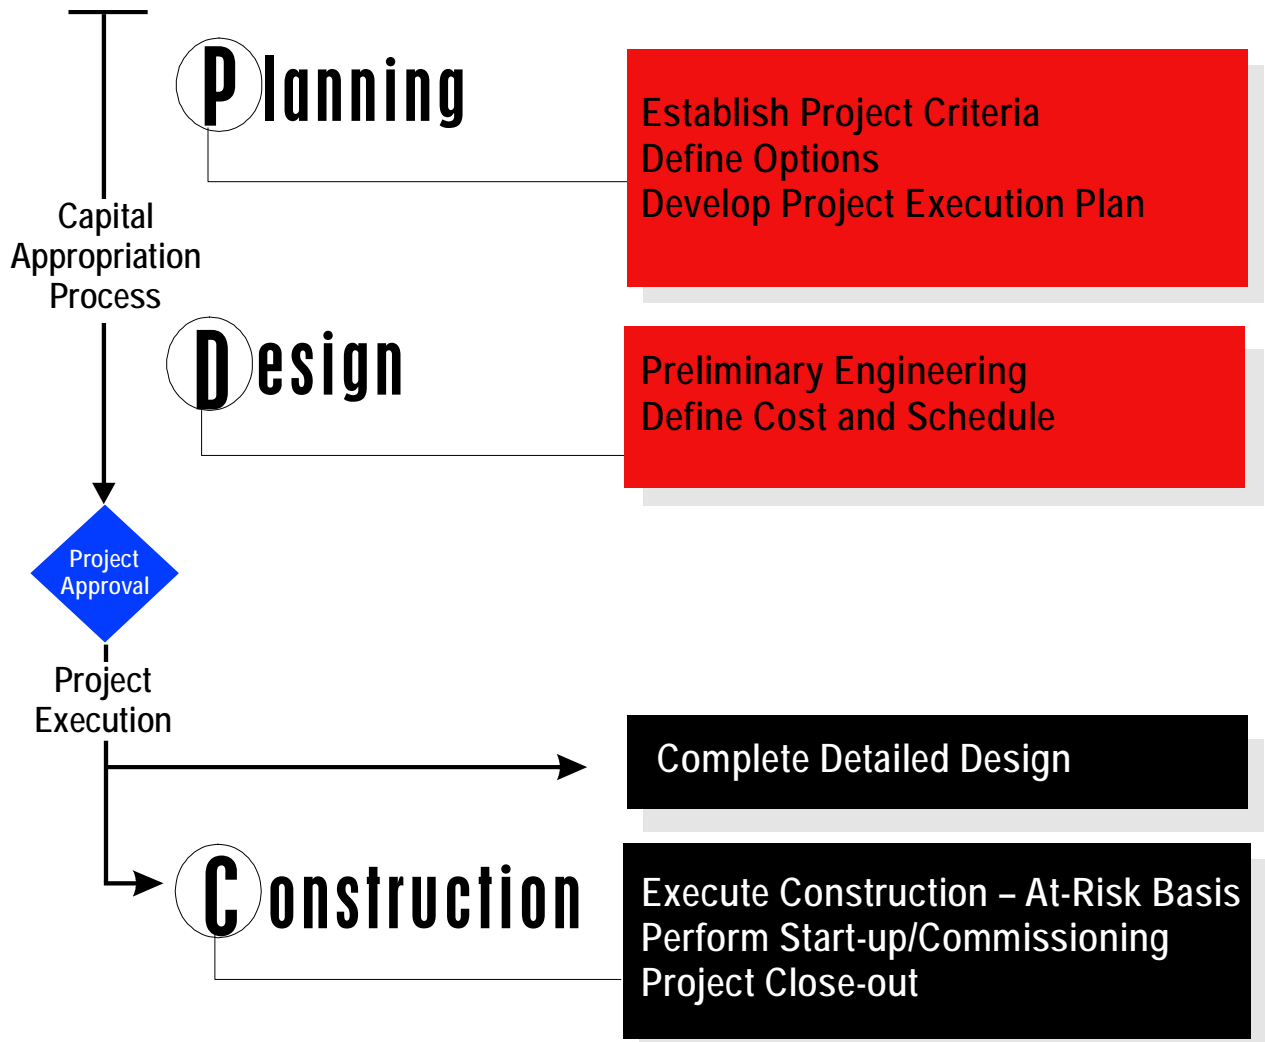 Planning
Establish Project Criteria
Define Options
Develop Project Execution Plan
Capital
Appropriation
Process
Design
Preliminary Engineering
Define Cost and Schedule
Project
Approval
Project
Execution
Complete Detailed Design
Construction
Execute Construction – At-Risk Basis
Perform Start-up/Commissioning
Project Close-out